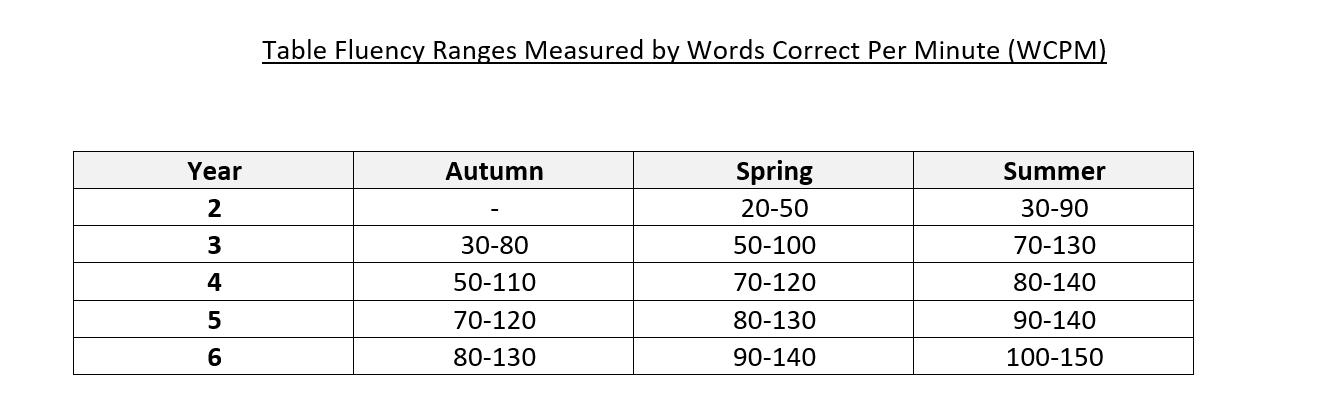 Table Fluency Ranges Measured by Words Correct Per Minute (WCPM)
Year Autumn Spring Summer
2 - 20-50 30-90
3 30-80 50-100 70-130
4 50-110 70-120 80-140
5 70-120 80-130 90-140
6 80-130 90-140 100-150